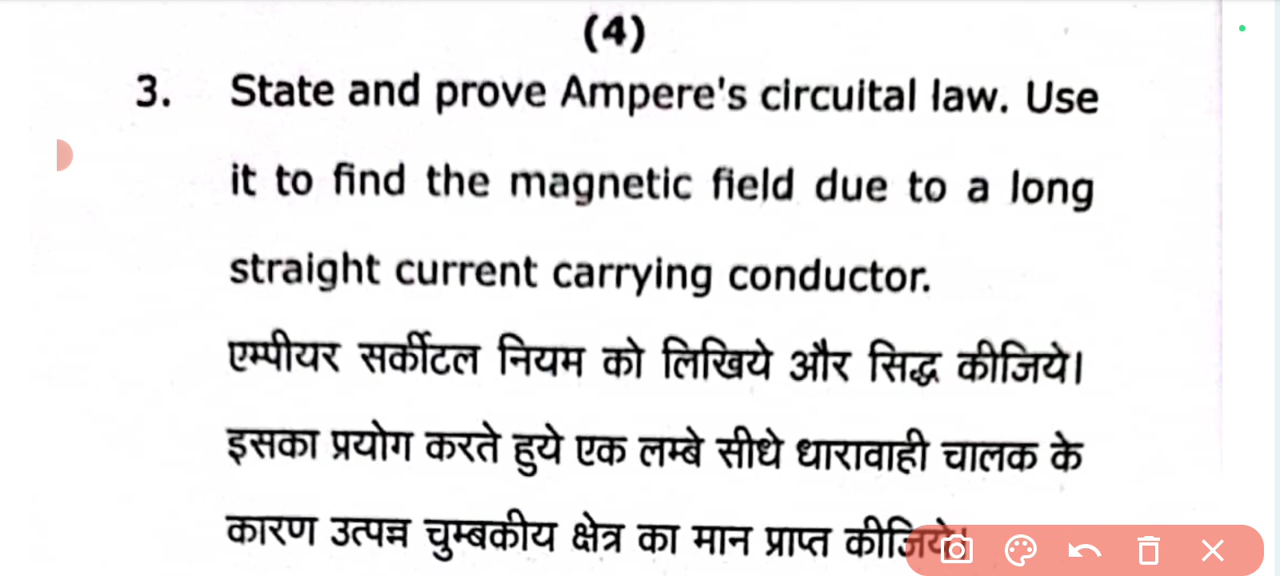 (4)
3. State and prove Ampere's circuital law. Use
it to find the magnetic field due to a long
straight current carrying conductor.
एम्पीयर सर्कीटल नियम को लिखिये और सिद्ध कीजिये।
इसका प्रयोग करते हुये एक लम्बे सीधे धारावाही चालक के
कारण उत्पन्न चुम्बकीय क्षेत्र का मान प्राप्त कीजिये।